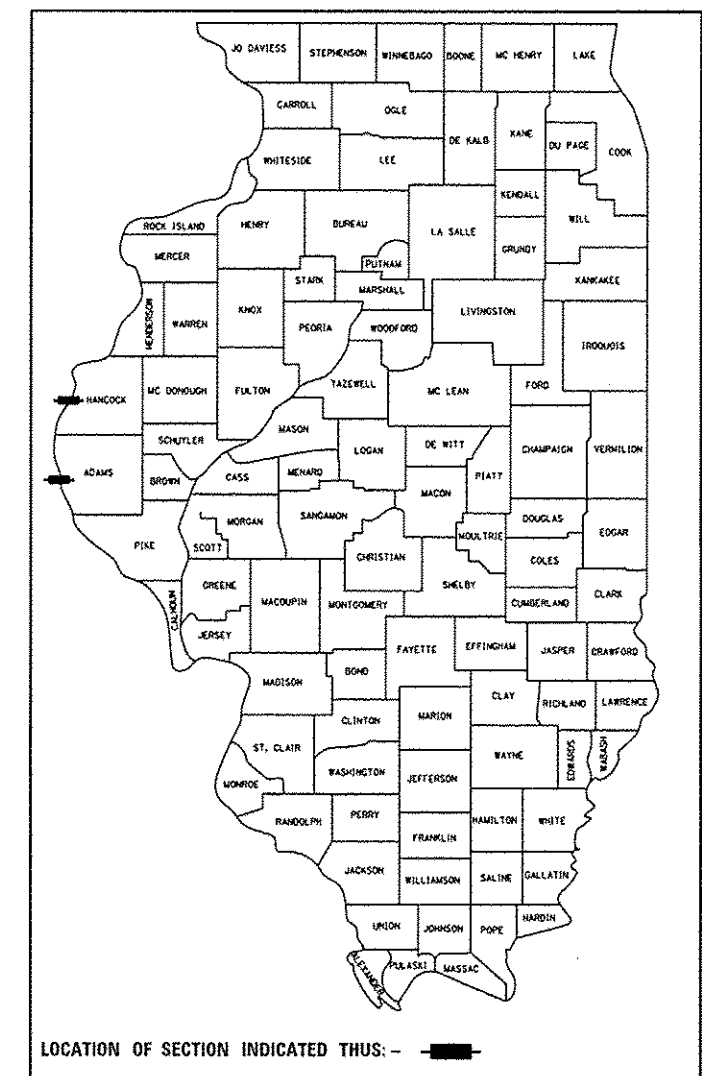 JO DAVIESS
STEPHENSON
WINNEBAGO
BOONE
MC HENRY
LAKE
CARROLL
OGLE
DE KALB
KANE
DU PAGE
COOK
WHITESIDE
LEE
KENDALL
WILL
ROCK ISLAND
HENRY
BUREAU
LA SALLE
GRUNDY
MERCER
PUTNAM
KANKAKEE
STARK
MARSHALL
HENDERSON
WARREN
KNOX
PEORIA
WOODFORD
LIVINGSTON
IROQUOIS
HANCOCK
MC DONOUGH
FULTON
TAZEWELL
MC LEAN
FORD
SCHUYLER
MASON
LOGAN
DE WITT
CHAMPAIGN
VERMILION
ADAMS
BROWN
CASS
MENARD
MACON
PIATT
PIKE
SCOTT
MORGAN
SANGAMON
CHRISTIAN
MOULTRIE
DOUGLAS
EDGAR
COLES
SHELBY
CALHOUN
GREENE
MACOUPIN
MONTGOMERY
CUMBERLAND
CLARK
JERSEY
FAYETTE
EFFINGHAM
JASPER
CRAWFORD
MADISON
BOND
CLAY
RICHLAND
LAWRENCE
CLINTON
MARION
ST. CLAIR
WAYNE
EDWARDS
WABASH
WASHINGTON
JEFFERSON
MONROE
RANDOLPH
PERRY
HAMILTON
WHITE
FRANKLIN
JACKSON
WILLIAMSON
SALINE
GALLATIN
UNION
JOHNSON
POPE
HARDIN
ALEXANDER
PULASKI
MASSAC
LOCATION OF SECTION INDICATED THUS: -